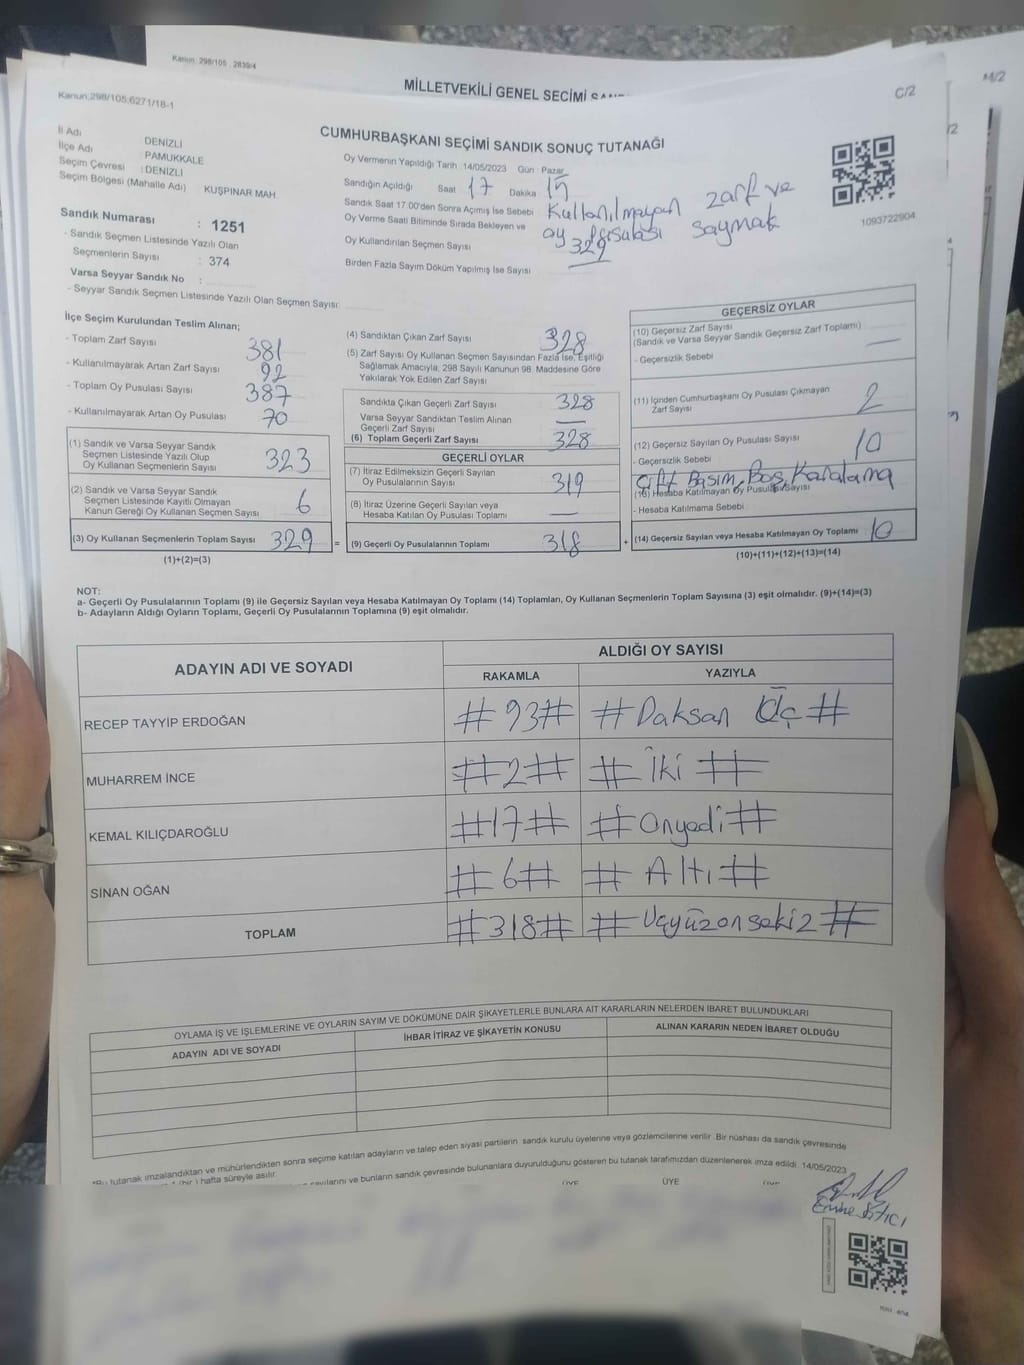 Kanun: 298/105, 2839/4
MİLLETVEKİLİ GENEL SEÇİMİ
M/2
Kanun:298/105,6271/18-1
C/2
CUMHURBAŞKANI SEÇİMİ SANDIK SONUÇ TUTANAĞI
İl Adı DENİZLİ
İlçe Adı PAMUKKALE
Seçim Çevresi : DENİZLİ
Seçim Bölgesi (Mahalle Adı) KUŞPINAR MAH
Oy Vermenin Yapıldığı Tarih :14/05/2023 Gün : Pazar
Sandığın Açıldığı Saat 17 Dakika 15
Sandık Saat 17.00'den Sonra Açımış İse Sebebi Kullanılmayan zarf ve
oy pusulası saymak
Oy Verme Saati Bitiminde Sırada Bekleyen ve
Oy Kullandırılan Seçmen Sayısı 329
Birden Fazla Sayım Döküm Yapılmış İse Sayısı
1093722904
Sandık Numarası : 1251
- Sandık Seçmen Listesinde Yazılı Olan
Seçmenlerin Sayısı : 374
Varsa Seyyar Sandık No :
- Seyyar Sandık Seçmen Listesinde Yazılı Olan Seçmen Sayısı:
İlçe Seçim Kurulundan Teslim Alınan;
- Toplam Zarf Sayısı 381
- Kullanılmayarak Artan Zarf Sayısı 92
- Toplam Oy Pusulası Sayısı 387
- Kullanılmayarak Artan Oy Pusulası 70
(1) Sandık ve Varsa Seyyar Sandık
Seçmen Listesinde Yazılı Olup
Oy Kullanan Seçmenlerin Sayısı 323
(2) Sandık ve Varsa Seyyar Sandık
Seçmen Listesinde Kayıtlı Olmayan
Kanun Gereği Oy Kullanan Seçmen Sayısı 6
(3) Oy Kullanan Seçmenlerin Toplam Sayısı 329
(1)+(2)=(3)
(4) Sandıktan Çıkan Zarf Sayısı 328
(5) Zarf Sayısı Oy Kullanan Seçmen Sayısından Fazla İse, Eşitliği
Sağlamak Amacıyla, 298 Sayılı Kanunun 98. Maddesine Göre
Yakılarak Yok Edilen Zarf Sayısı
Sandıkta Çıkan Geçerli Zarf Sayısı 328
Varsa Seyyar Sandıktan Teslim Alınan
Geçerli Zarf Sayısı —
(6) Toplam Geçerli Zarf Sayısı 328
GEÇERLİ OYLAR
(7) İtiraz Edilmeksizin Geçerli Sayılan
Oy Pusulalarının Sayısı 319
(8) İtiraz Üzerine Geçerli Sayılan veya
Hesaba Katılan Oy Pusulası Toplamı —
= (9) Geçerli Oy Pusulalarının Toplamı 318 +
GEÇERSİZ OYLAR
(10) Geçersiz Zarf Sayısı
(Sandık ve Varsa Seyyar Sandık Geçersiz Zarf Toplamı) —
- Geçersizlik Sebebi
(11) İçinden Cumhurbaşkanı Oy Pusulası Çıkmayan
Zarf Sayısı 2
(12) Geçersiz Sayılan Oy Pusulası Sayısı 10
- Geçersizlik Sebebi
Çift Basım, Boş, Karalama
(13) Hesaba Katılmayan Oy Pusulası Sayısı
- Hesaba Katılmama Sebebi
(14) Geçersiz Sayılan veya Hesaba Katılmayan Oy Toplamı 10
(10)+(11)+(12)+(13)=(14)
NOT:
a- Geçerli Oy Pusulalarının Toplamı (9) ile Geçersiz Sayılan veya Hesaba Katılmayan Oy Toplamı (14) Toplamları, Oy Kullanan Seçmenlerin Toplam Sayısına (3) eşit olmalıdır. (9)+(14)=(3)
b- Adayların Aldığı Oyların Toplamı, Geçerli Oy Pusulalarının Toplamına (9) eşit olmalıdır.
ADAYIN ADI VE SOYADI ALDIĞI OY SAYISI
RAKAMLA YAZIYLA
RECEP TAYYİP ERDOĞAN #93# #Daksan Üç#
MUHARREM İNCE #2# #İki#
KEMAL KILIÇDAROĞLU #17# #Onyedi#
SİNAN OĞAN #6# #Altı#
TOPLAM #318# #Üçyüzonsekiz#
OYLAMA İŞ VE İŞLEMLERİNE VE OYLARIN SAYIM VE DÖKÜMÜNE DAİR ŞİKAYETLERLE BUNLARA AİT KARARLARIN NELERDEN İBARET BULUNDUKLARI
ADAYIN ADI VE SOYADI İHBAR İTİRAZ VE ŞİKAYETİN KONUSU ALINAN KARARIN NEDEN İBARET OLDUĞU
*Bu tutanak imzalandıktan ve mühürlendikten sonra seçime katılan adayların ve talep eden siyasi partilerin sandık kurulu üyelerine veya gözlemcilerine verilir. Bir nüshası da sandık çevresinde
1 (bir ) hafta süreyle asılır.
sayılarını ve bunların sandık çevresinde bulunanlara duyurulduğunu gösteren bu tutanak tarafımızdan düzenlenerek imza edildi. 14/05/2023
ÜYE ÜYE ÜYE